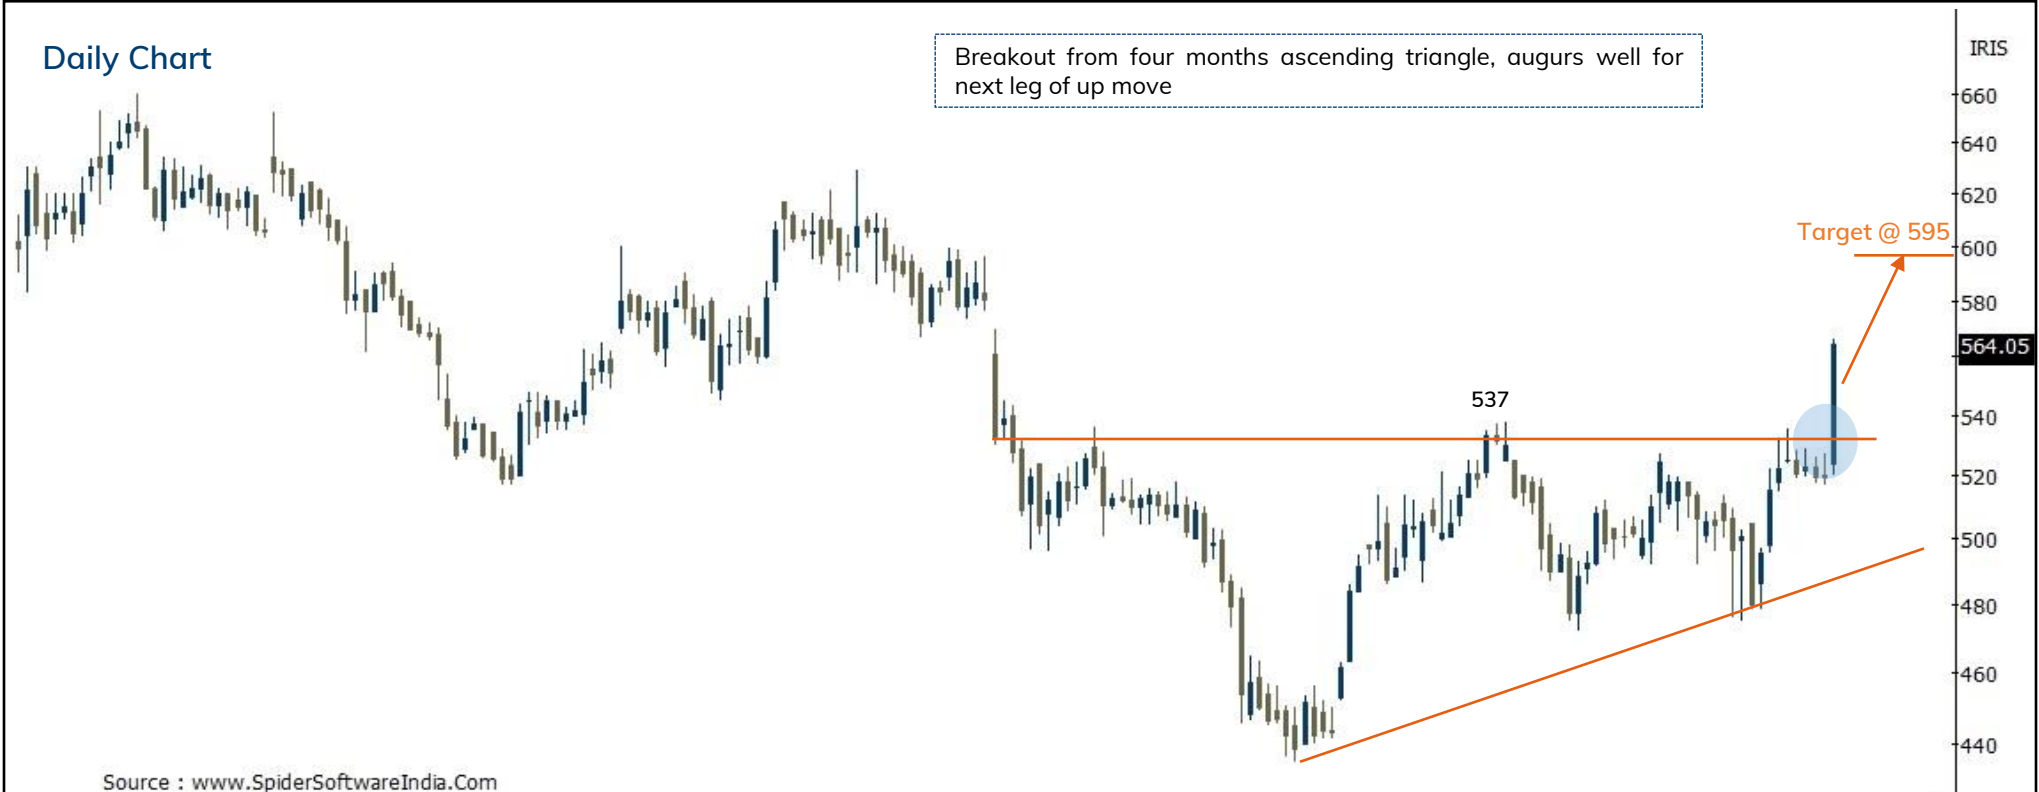 Daily Chart
Breakout from four months ascending triangle, augurs well for
next leg of up move
IRIS
660
640
620
Target @ 595
600
580
564.05
537
540
520
500
480
460
440
Source : www.SpiderSoftwareIndia.Com